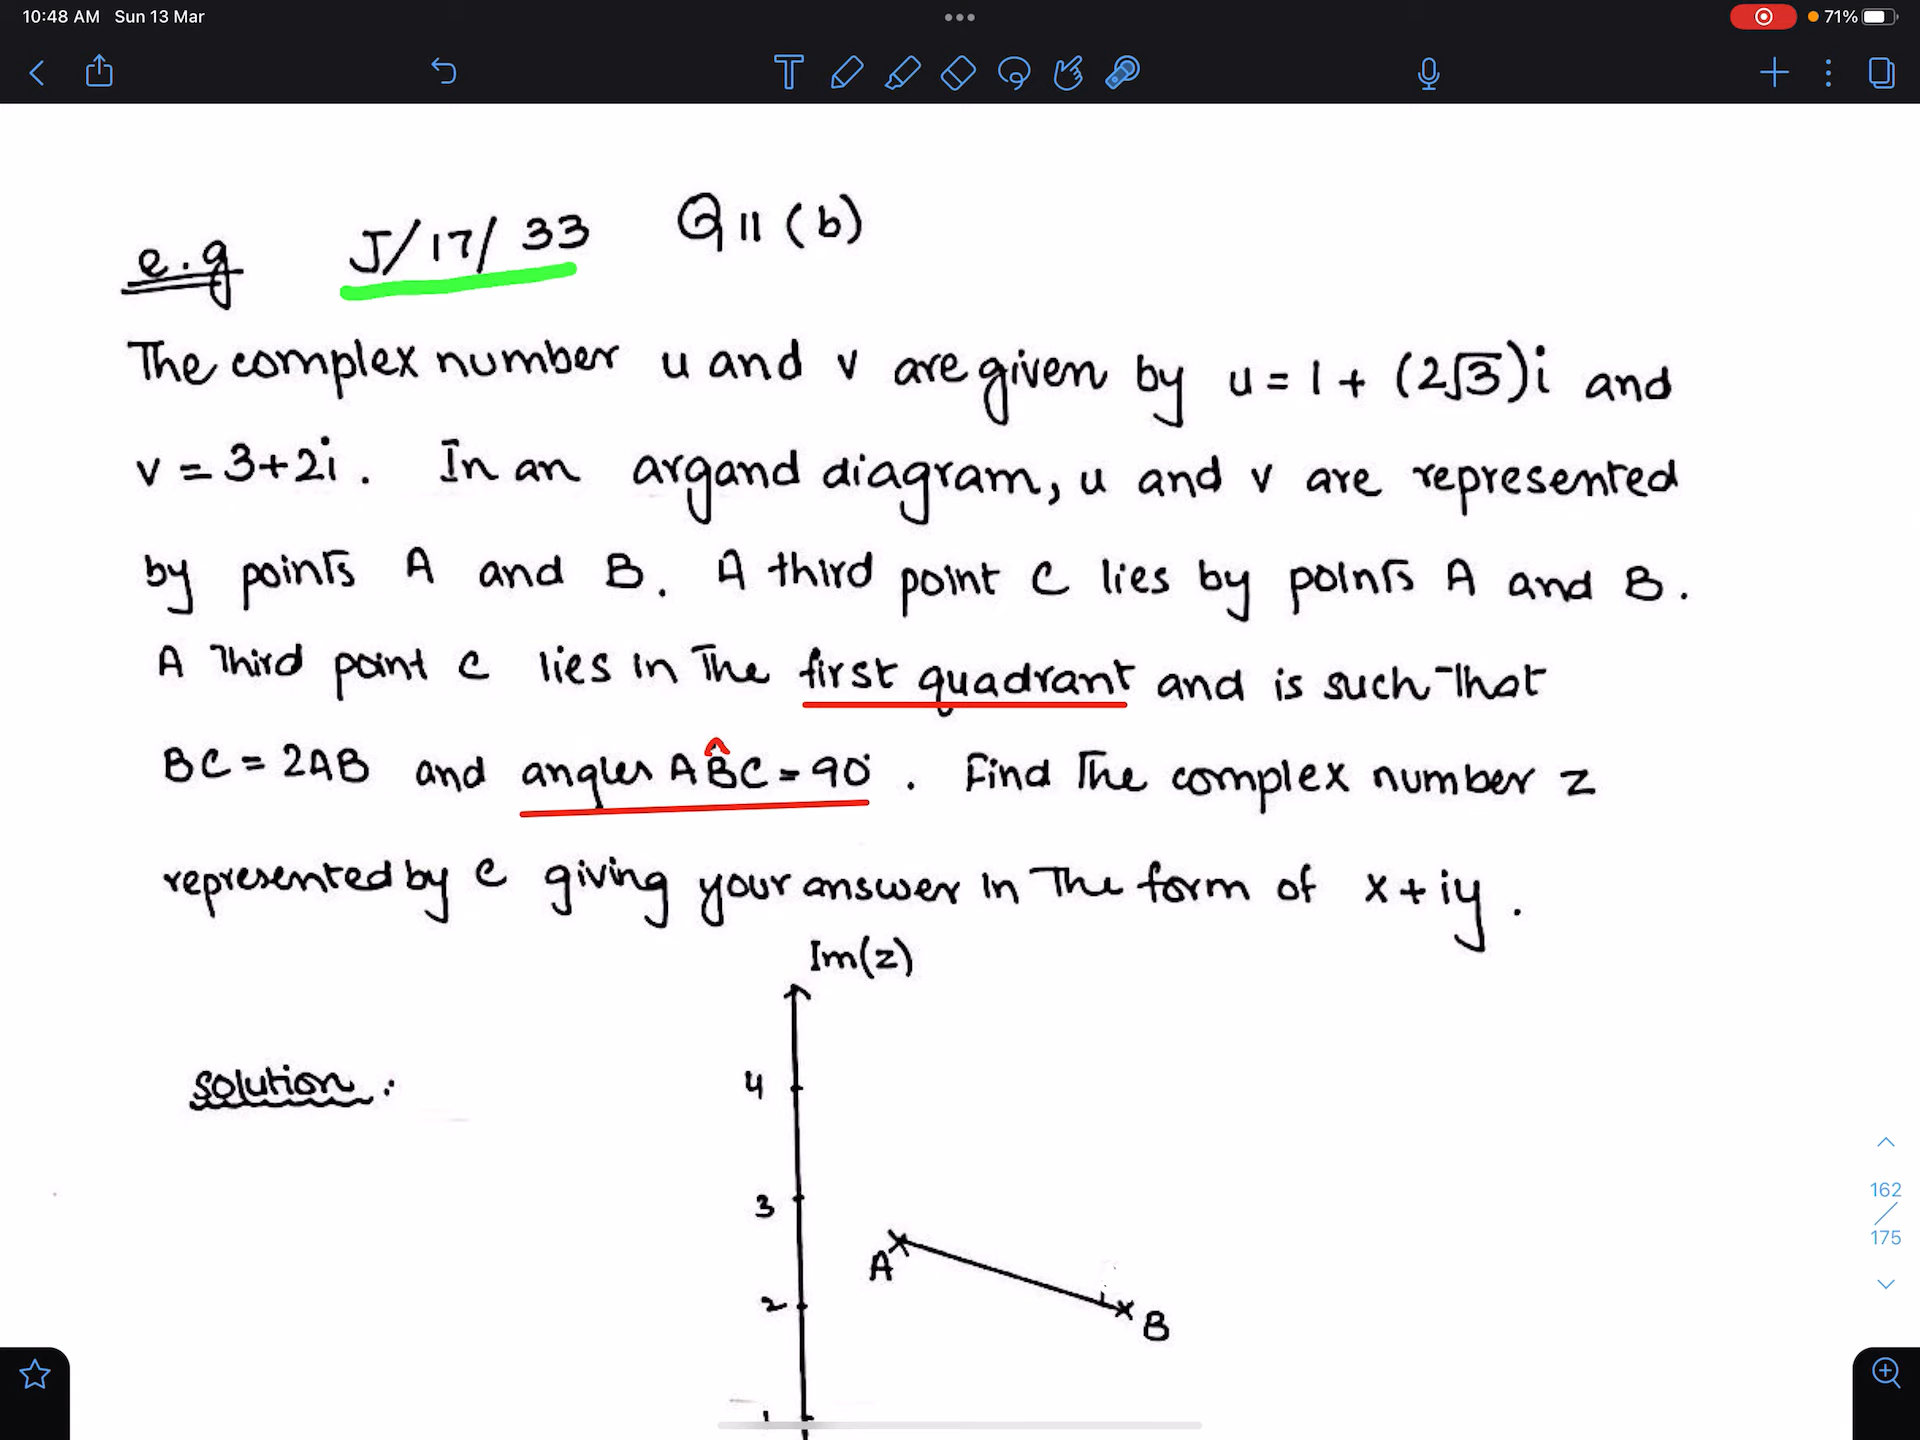 10:48 AM Sun 13 Mar
71%
e.g J/17/33 Q11 (b)
The complex number u and v are given by u = 1 + (2√3)i and
v = 3+2i. In an argand diagram, u and v are represented
by points A and B. A third point C lies by points A and B.
A Third point C lies in The first quadrant and is such That
BC = 2AB and angles AB̂C = 90°. Find The complex number z
represented by C giving your answer in The form of x + iy.
Im(z)
solution :
4
3
A
2
B
1
162
/
175